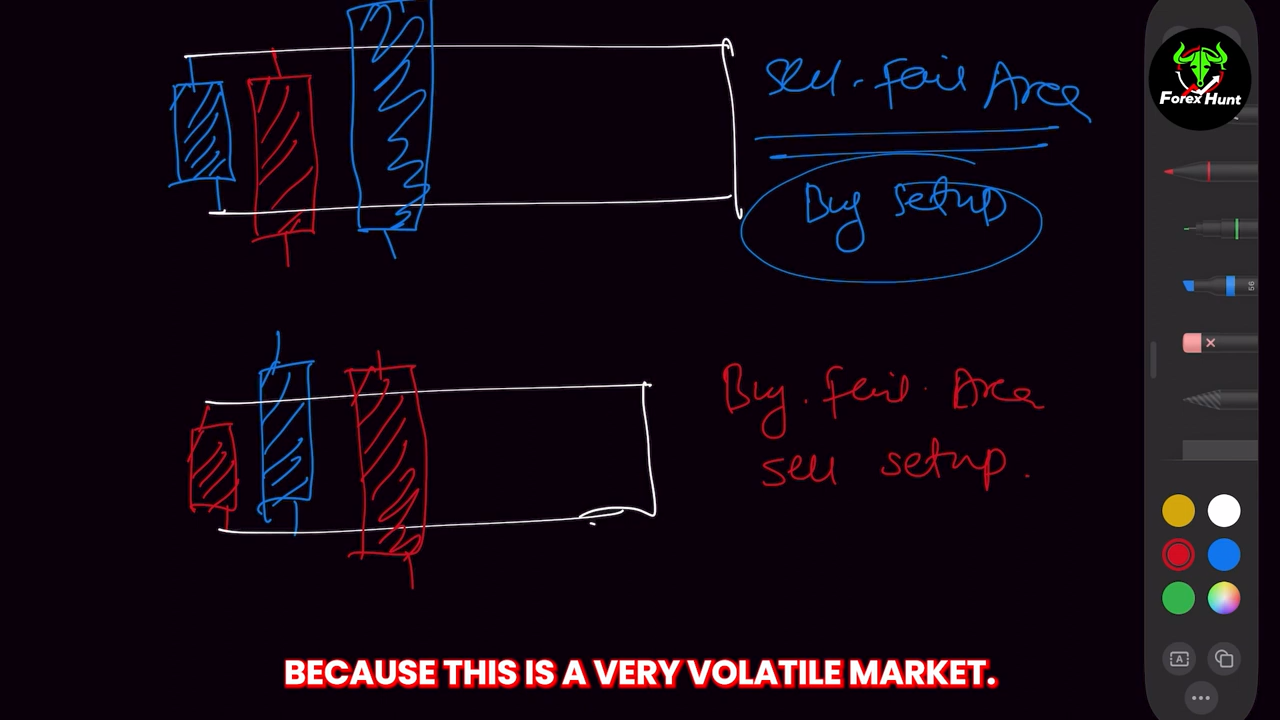 Forex Hunt
Sell. Fail Area
Buy setup
Buy. Fail. Area
sell setup.
BECAUSE THIS IS A VERY VOLATILE MARKET.